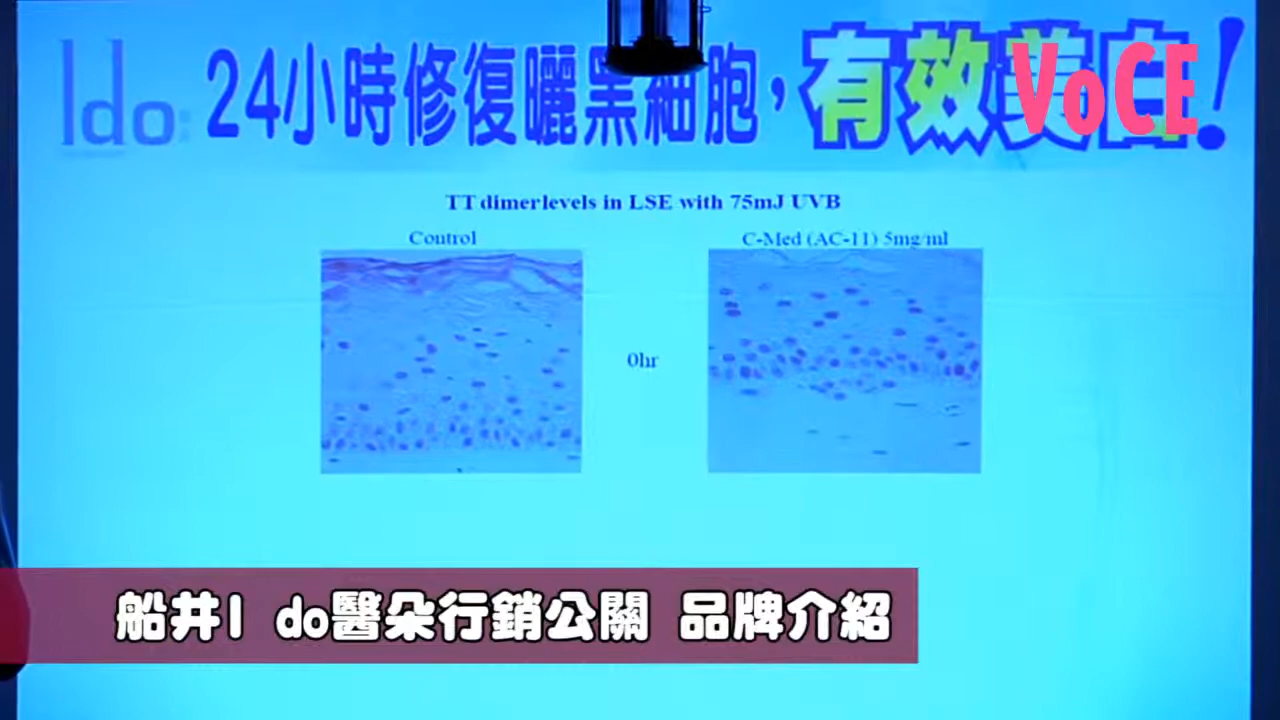 Ido: 24小時修復曬黑細胞，有效美白!
VoCE
TT dimerlevels in LSE with 75mJ UVB
Control
C-Med (AC-11) 5mg/ml
0hr
船井I do醫朵行銷公關 品牌介紹